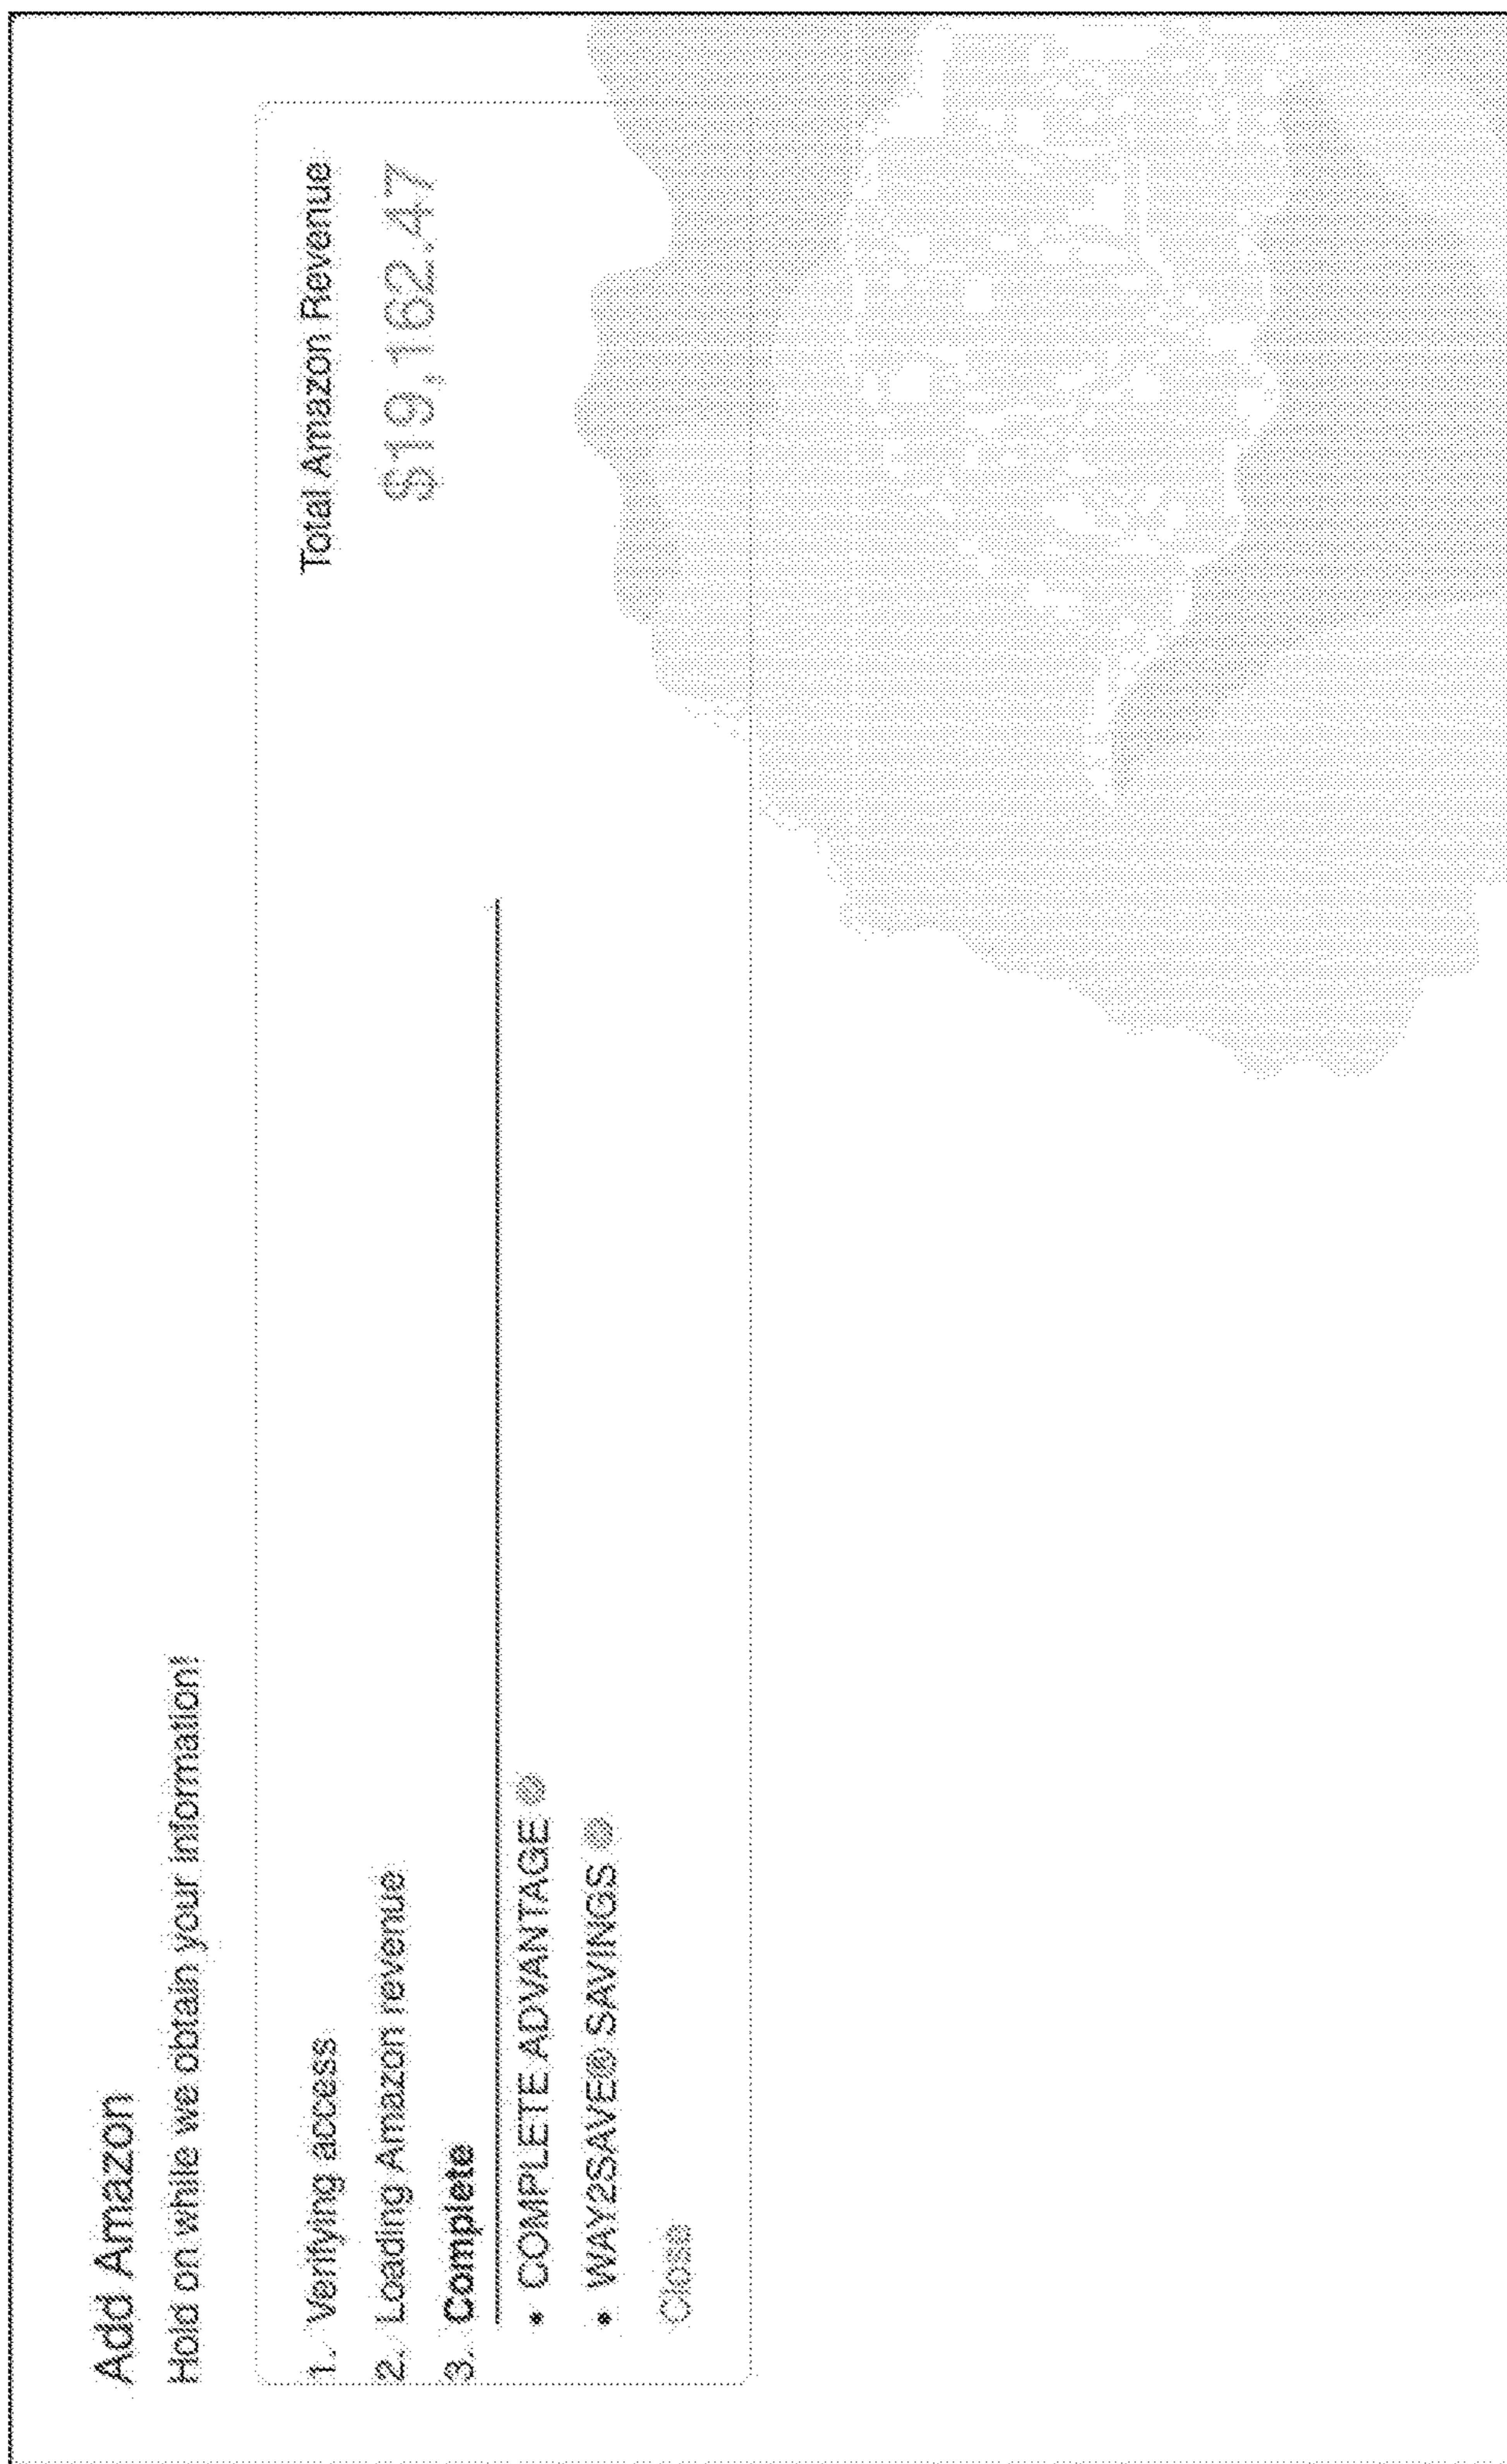 Add Amazon
Hold on while we obtain your information!
1. Verifying access
2. Loading Amazon revenue
3. Complete
• COMPLETE ADVANTAGE
• WAY2SAVE® SAVINGS
Close
Total Amazon Revenue
$19,162.47